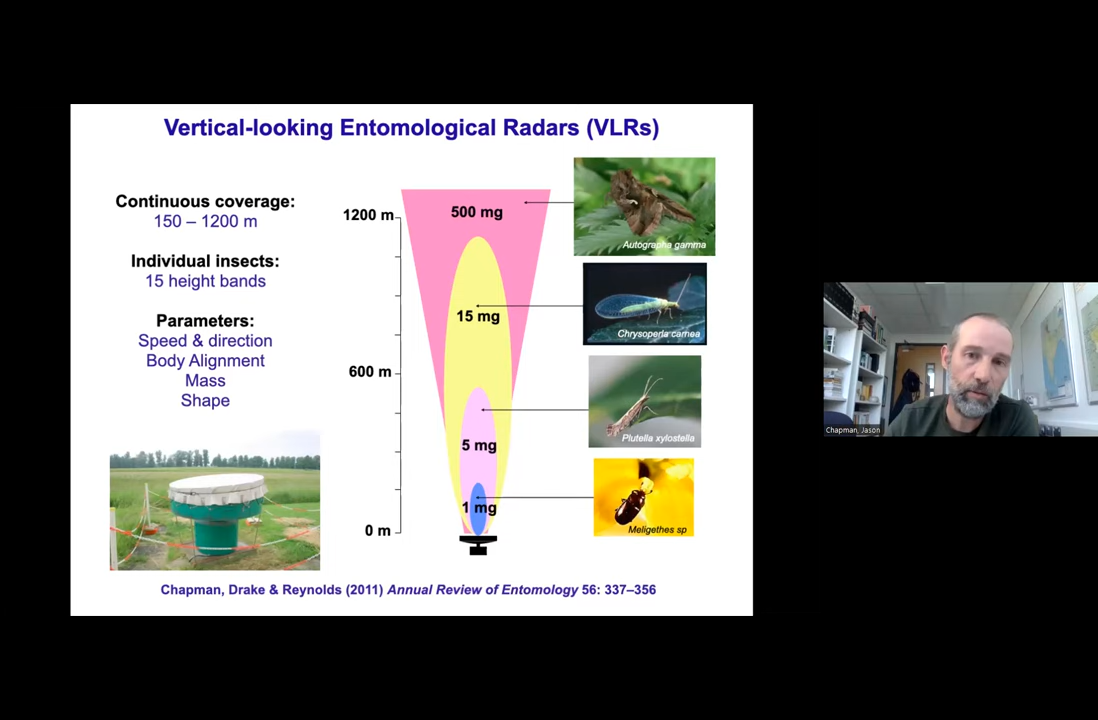 Vertical-looking Entomological Radars (VLRs)
Continuous coverage:
150 – 1200 m
Individual insects:
15 height bands
Parameters:
Speed & direction
Body Alignment
Mass
Shape
1200 m
600 m
0 m
500 mg
15 mg
5 mg
1 mg
Autographa gamma
Chrysoperla carnea
Plutella xylostella
Meligethes sp
Chapman, Drake & Reynolds (2011) Annual Review of Entomology 56: 337–356
Chapman, Jason